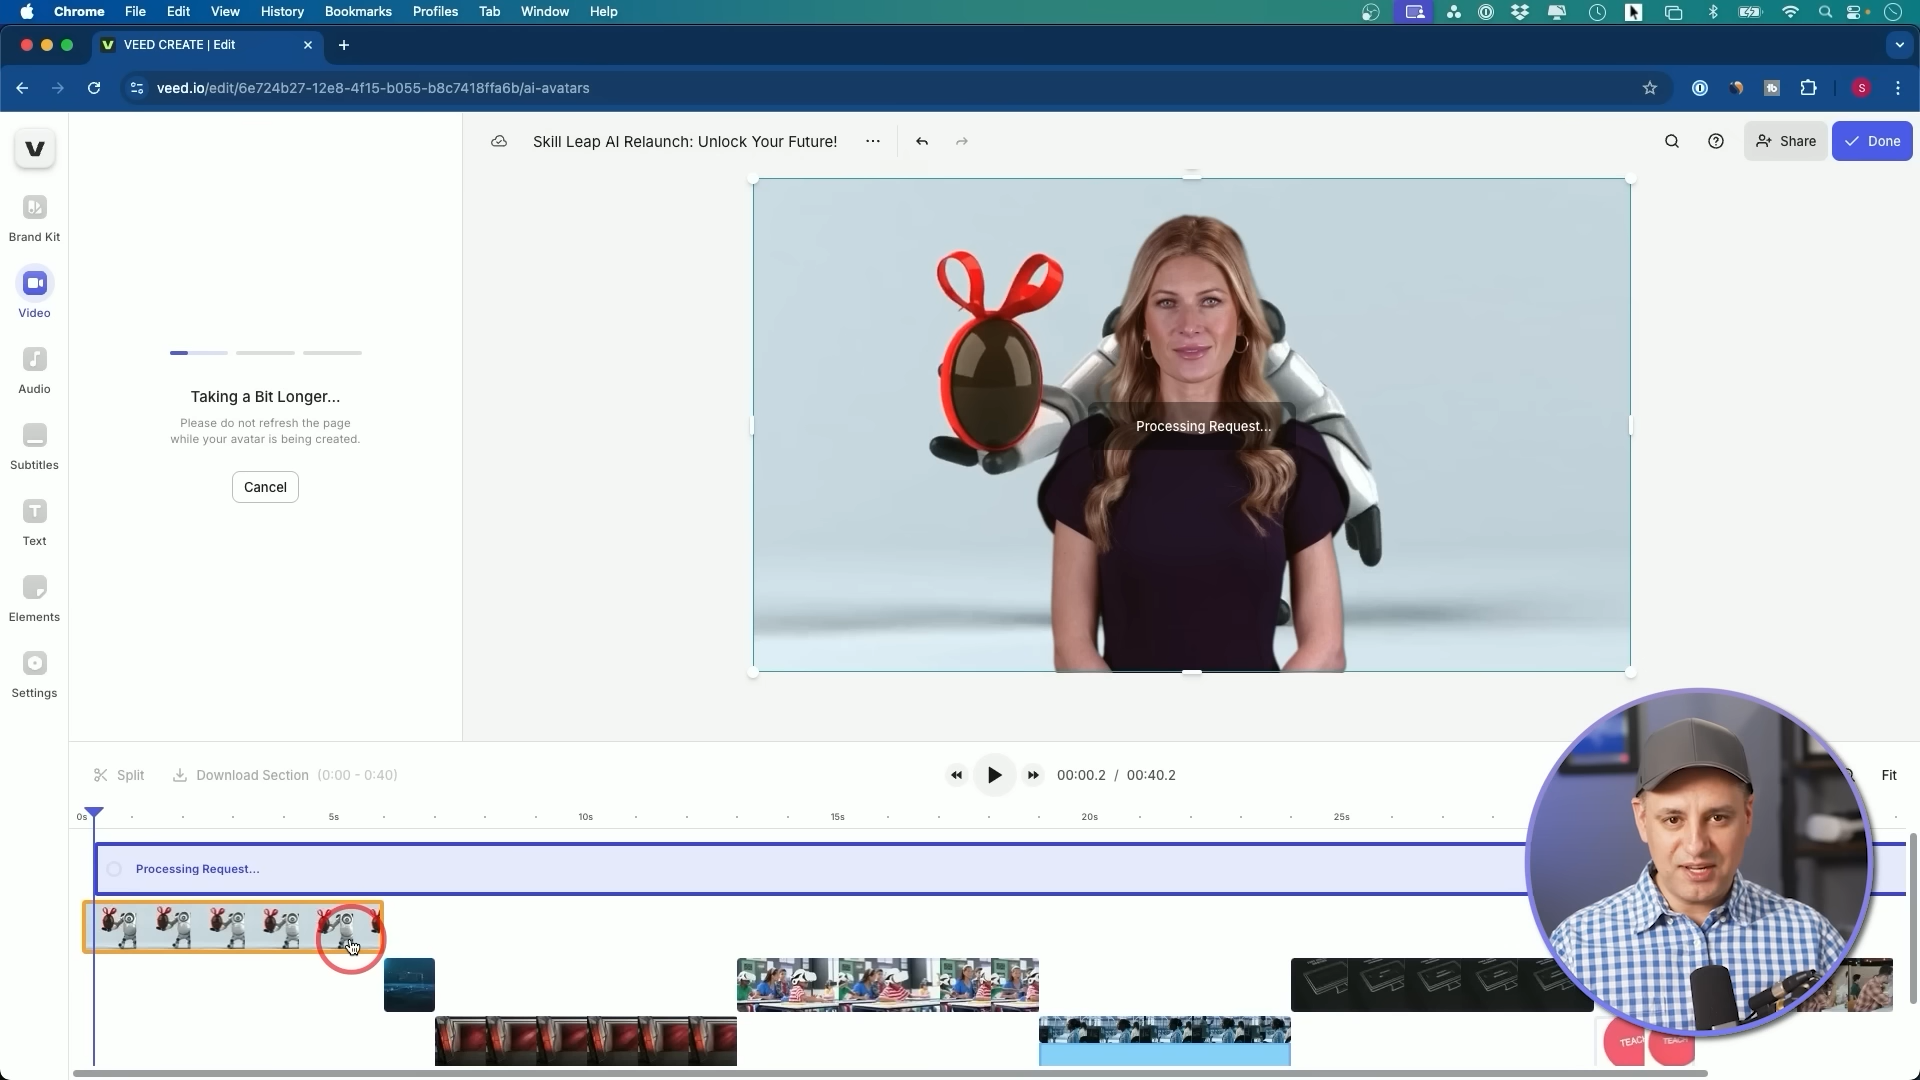 Chrome File Edit View History Bookmarks Profiles Tab Window Help
VEED CREATE | Edit
veed.io/edit/6e724b27-12e8-4f15-b055-b8c7418ffa6b/ai-avatars
S
Skill Leap AI Relaunch: Unlock Your Future!
Share
Done
Brand Kit
Video
Audio
Subtitles
Text
Elements
Settings
Taking a Bit Longer...
Please do not refresh the page
while your avatar is being created.
Cancel
Processing Request...
Split
Download Section (0:00 - 0:40)
00:00.2 / 00:40.2
Fit
0s 5s 10s 15s 20s 25s
Processing Request...